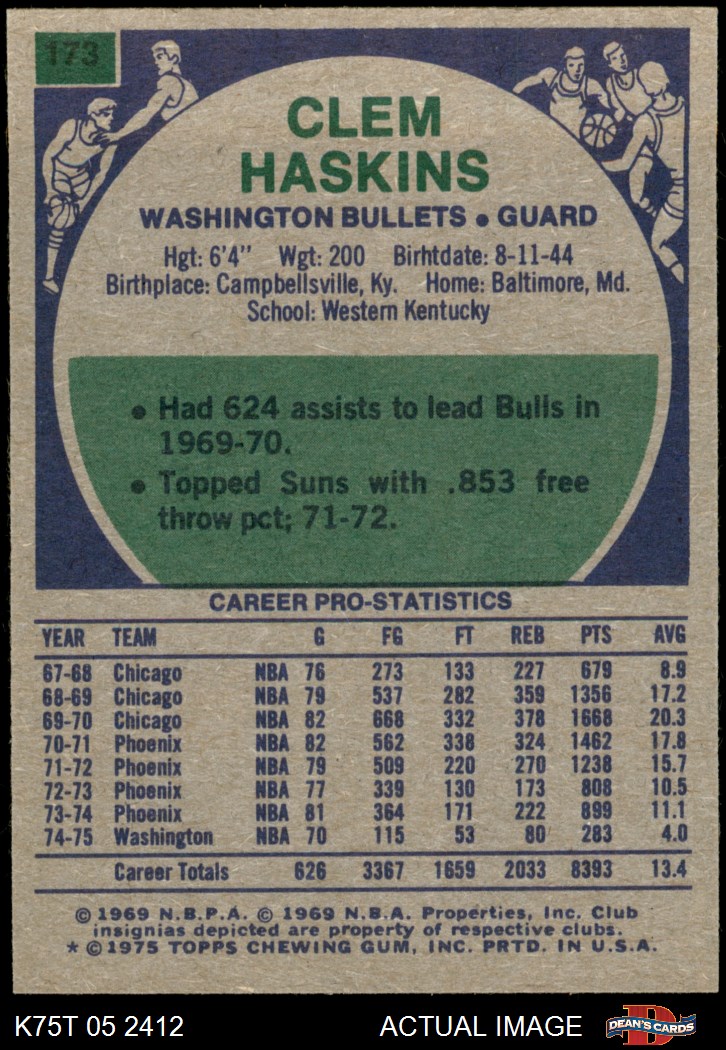 173
CLEM
HASKINS
WASHINGTON BULLETS • GUARD
Hgt: 6'4" Wgt: 200 Birhtdate: 8-11-44
Birthplace: Campbellsville, Ky. Home: Baltimore, Md.
School: Western Kentucky
• Had 624 assists to lead Bulls in
1969-70.
• Topped Suns with .853 free
throw pct; 71-72.
CAREER PRO-STATISTICS
YEAR TEAM G FG FT REB PTS AVG
67-68 Chicago NBA 76 273 133 227 679 8.9
68-69 Chicago NBA 79 537 282 359 1356 17.2
69-70 Chicago NBA 82 668 332 378 1668 20.3
70-71 Phoenix NBA 82 562 338 324 1462 17.8
71-72 Phoenix NBA 79 509 220 270 1238 15.7
72-73 Phoenix NBA 77 339 130 173 808 10.5
73-74 Phoenix NBA 81 364 171 222 899 11.1
74-75 Washington NBA 70 115 53 80 283 4.0
Career Totals 626 3367 1659 2033 8393 13.4
© 1969 N.B.P.A. © 1969 N.B.A. Properties, Inc. Club
insignias depicted are property of respective clubs.
* © 1975 TOPPS CHEWING GUM, INC. PRTD. IN U.S.A.
K75T 05 2412 ACTUAL IMAGE D DEAN'S CARDS